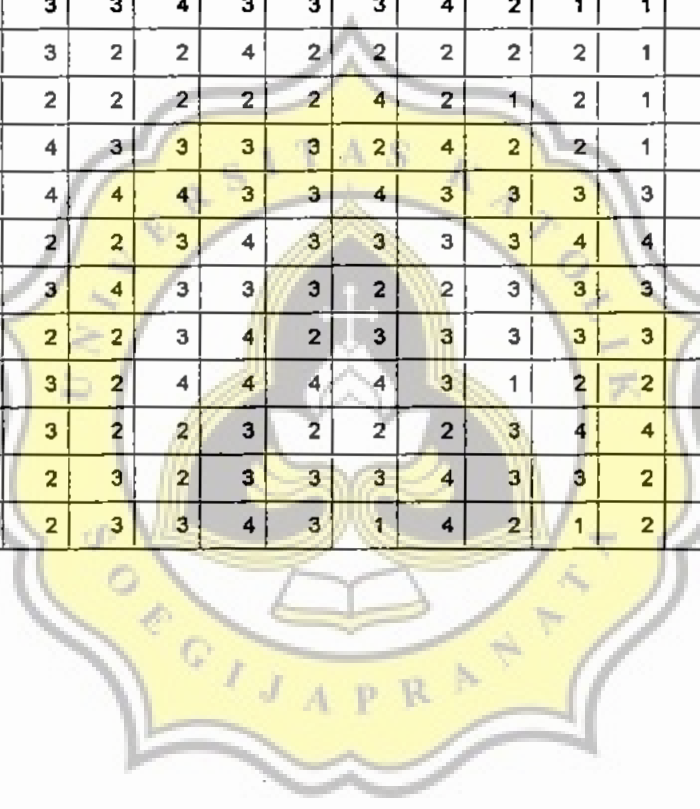 3 3 4 3 3 3 4 2 1 1
3 2 2 4 2 2 2 2 2 1
2 2 2 2 2 4 2 1 2 1
4 3 3 3 3 2 4 2 2 1
4 4 4 3 3 4 3 3 3 3
2 2 3 4 3 3 3 3 4 4
3 4 3 3 3 2 2 3 3 3
2 2 3 4 2 3 3 3 3 3
3 2 4 4 4 4 3 1 2 2
3 2 2 3 2 2 2 3 4 4
2 3 2 3 3 3 4 3 3 2
2 3 3 4 3 1 4 2 1 2
UNIVERSITAS KATOLIK
SOEGIJAPRANATA